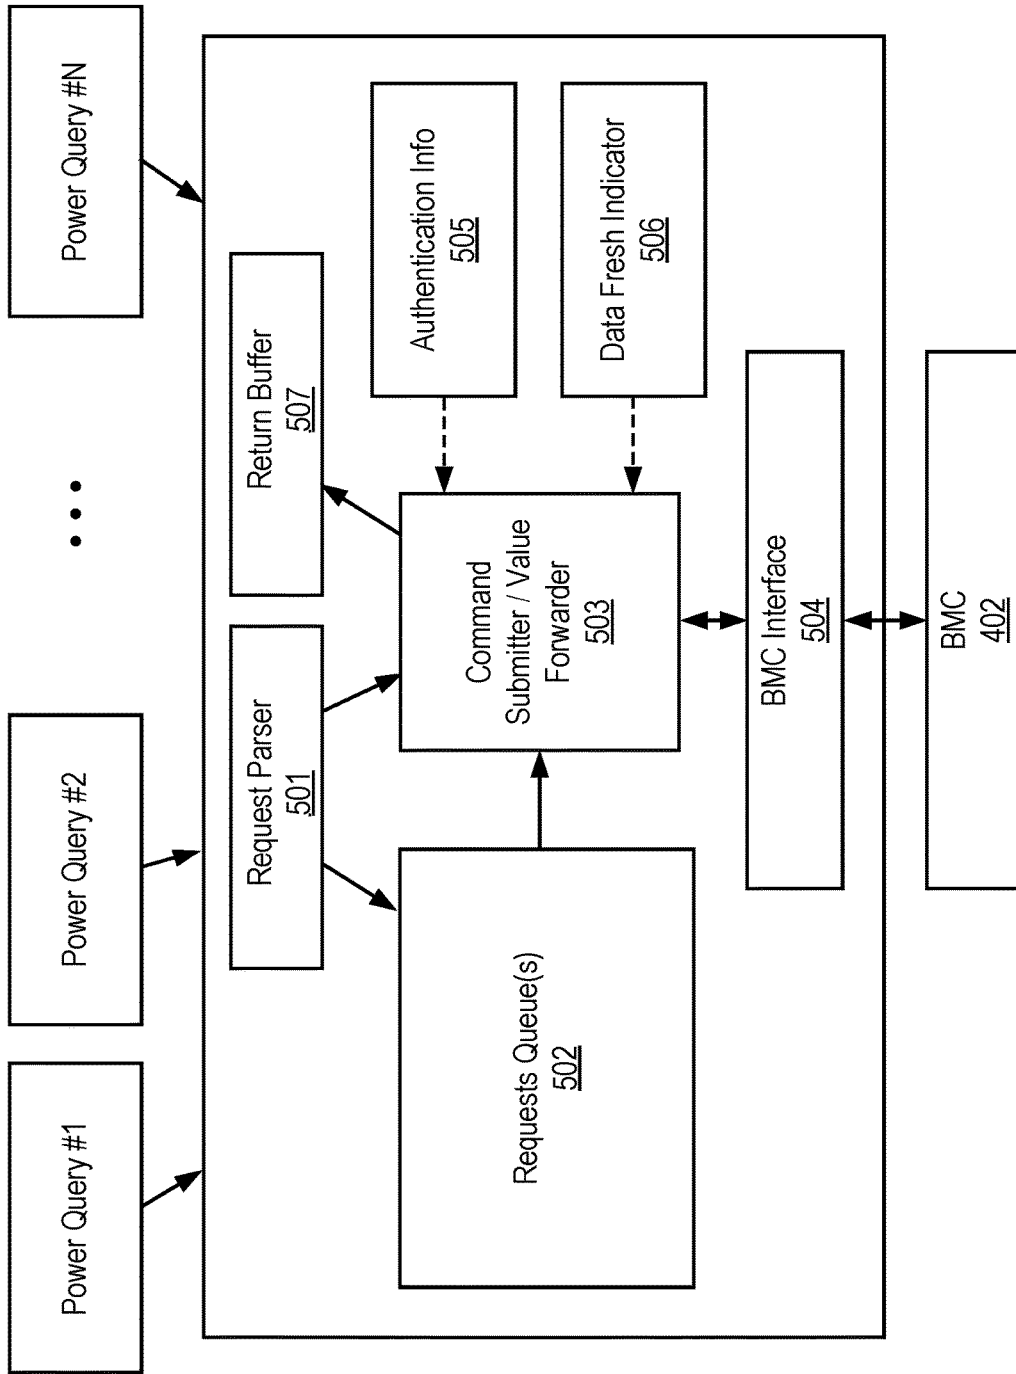 Power Query #1
Power Query #2
• • •
Power Query #N
Request Parser
501
Return Buffer
507
Requests Queue(s)
502
Command
Submitter / Value
Forwarder
503
Authentication Info
505
Data Fresh Indicator
506
BMC Interface
504
BMC
402